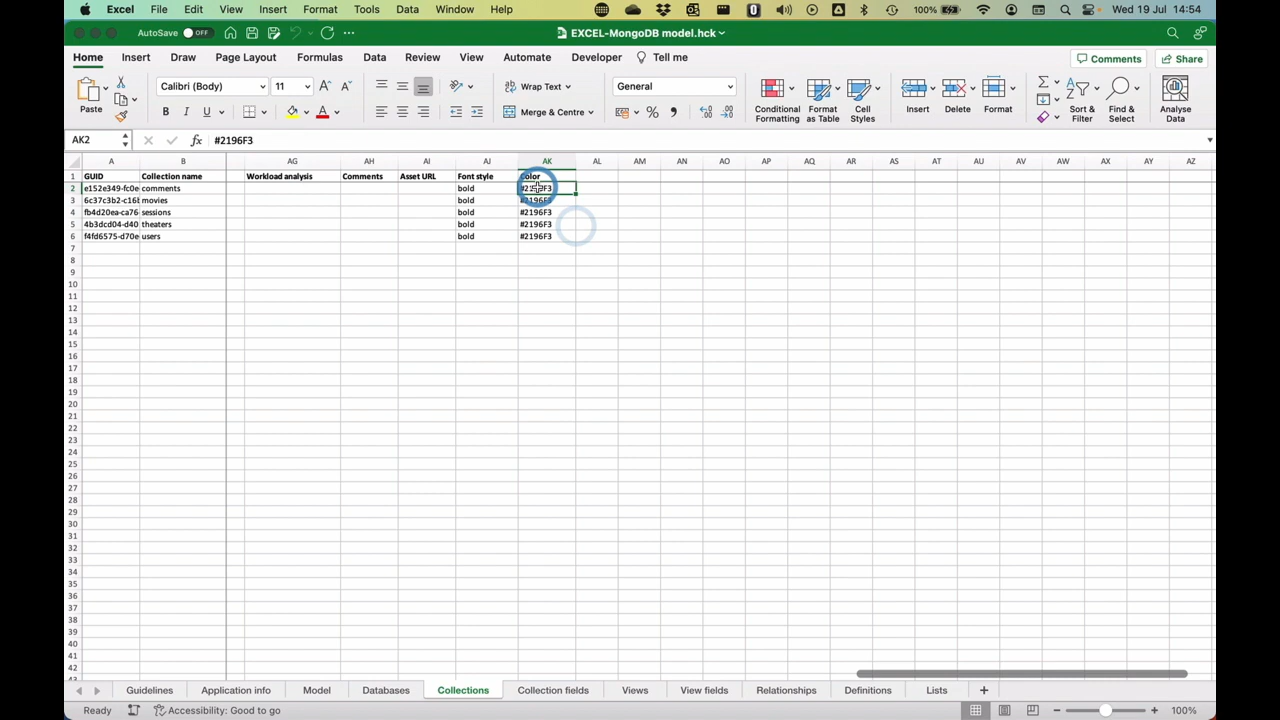 Excel File Edit View Insert Format Tools Data Window Help 100% Wed 19 Jul 14:54
AutoSave OFF EXCEL-MongoDB model.hck
Home Insert Draw Page Layout Formulas Data Review View Automate Developer Tell me Comments Share
Paste Calibri (Body) 11 Wrap Text General Conditional Formatting Format as Table Cell Styles Insert Delete Format Sort & Filter Find & Select Analyse Data
B I U A Merge & Centre
AK2 fx #2196F3
A B AG AH AI AJ AK AL AM AN AO AP AQ AR AS AT AU AV AW AX AY AZ
1 GUID Collection name Workload analysis Comments Asset URL Font style Color
2 e152e349-fc0e comments bold #2196F3
3 6c37c3b2-c16b movies bold #2196F3
4 fb4d20ea-ca76 sessions bold #2196F3
5 4b3dcd04-d40 theaters bold #2196F3
6 f4fd6575-d70e users bold #2196F3
7
8
9
10
11
12
13
14
15
16
17
18
19
20
21
22
23
24
25
26
27
28
29
30
31
32
33
34
35
36
37
38
39
40
41
42
Guidelines Application info Model Databases Collections Collection fields Views View fields Relationships Definitions Lists
Ready Accessibility: Good to go 100%